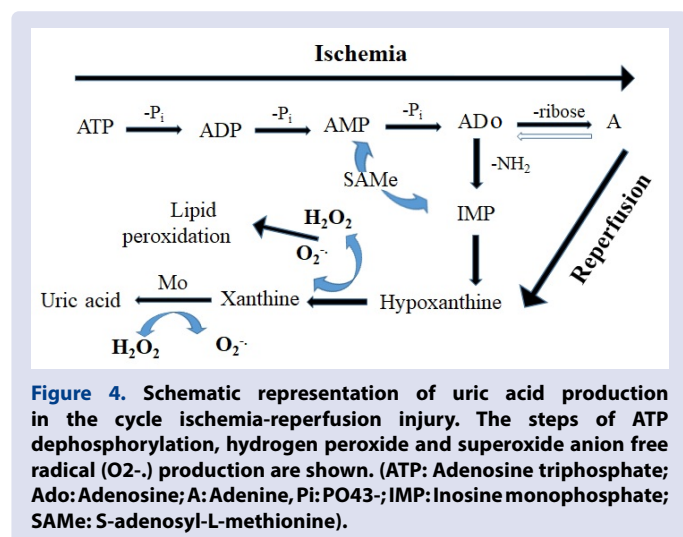 Ischemia
-Pᵢ -Pᵢ -Pᵢ -ribose
ATP ADP AMP ADo A
-NH₂
SAMe
Lipid
peroxidation
H₂O₂
O₂⁻·
IMP
Reperfusion
Mo
Uric acid Xanthine Hypoxanthine
H₂O₂ O₂⁻·
Figure 4. Schematic representation of uric acid production
in the cycle ischemia-reperfusion injury. The steps of ATP
dephosphorylation, hydrogen peroxide and superoxide anion free
radical (O2-.) production are shown. (ATP: Adenosine triphosphate;
Ado: Adenosine; A: Adenine, Pi: PO43-; IMP: Inosine monophosphate;
SAMe: S-adenosyl-L-methionine).